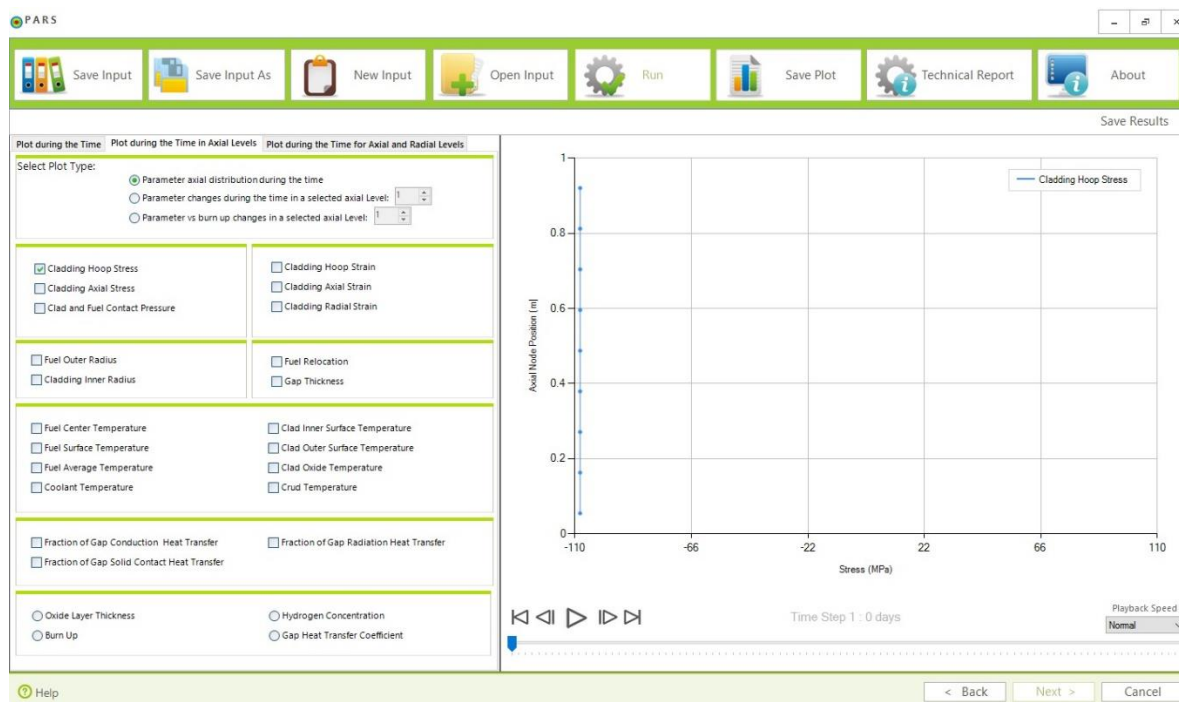 PARS
Save Input
Save Input As
New Input
Open Input
Run
Save Plot
Technical Report
About
Save Results
Plot during the Time
Plot during the Time in Axial Levels
Plot during the Time for Axial and Radial Levels
Select Plot Type:
Parameter axial distribution during the time
Parameter changes during the time in a selected axial Level: 1
Parameter vs burn up changes in a selected axial Level: 1
Cladding Hoop Stress
Cladding Axial Stress
Clad and Fuel Contact Pressure
Cladding Hoop Strain
Cladding Axial Strain
Cladding Radial Strain
Fuel Outer Radius
Cladding Inner Radius
Fuel Relocation
Gap Thickness
Fuel Center Temperature
Fuel Surface Temperature
Fuel Average Temperature
Coolant Temperature
Clad Inner Surface Temperature
Clad Outer Surface Temperature
Clad Oxide Temperature
Crud Temperature
Fraction of Gap Conduction Heat Transfer
Fraction of Gap Solid Contact Heat Transfer
Fraction of Gap Radiation Heat Transfer
Oxide Layer Thickness
Burn Up
Hydrogen Concentration
Gap Heat Transfer Coefficient
Cladding Hoop Stress
Axial Node Position (m)
1
0.8
0.6
0.4
0.2
0
-110 -66 -22 22 66 110
Stress (MPa)
Time Step 1 : 0 days
Playback Speed
Normal
Help
< Back
Next >
Cancel